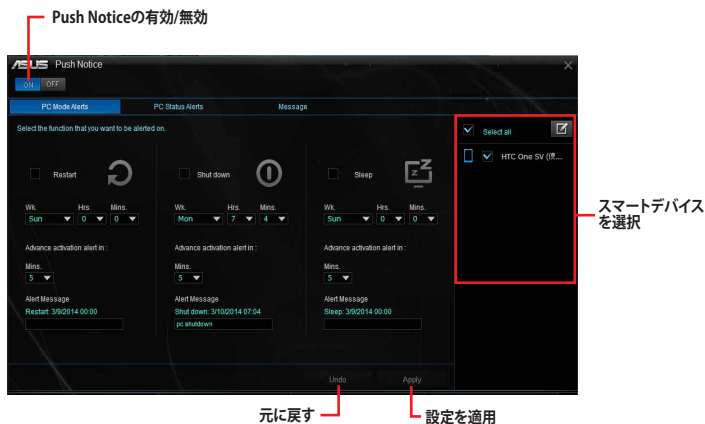 Push Noticeの有効/無効
ASUS Push Notice
ON OFF
PC Mode Alerts PC Status Alerts Message
Select the function that you want to be alerted on.
Select all
HTC One SV
Restart Shut down Sleep
Wk. Hrs. Mins. Wk. Hrs. Mins. Wk. Hrs. Mins.
Sun 0 0 Mon 7 4 Sun 0 0
Advance activation alert in : Advance activation alert in : Advance activation alert in :
Mins. Mins. Mins.
5 5 5
Alert Message Alert Message Alert Message
Restart: 3/9/2014 00:00 Shut down: 3/10/2014 07:04 Sleep: 3/9/2014 00:00
pc shutdown
Undo Apply
スマートデバイス
を選択
元に戻す 設定を適用